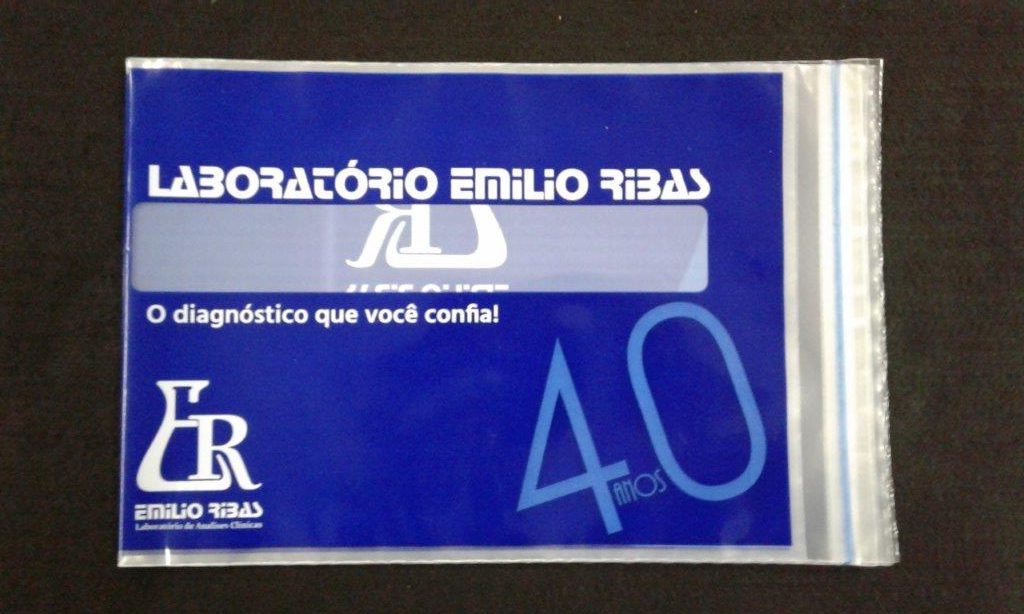 LABORATÓRIO EMILIO RIBAS
O diagnóstico que você confia!
40
ANOS
ER
EMILIO RIBAS
Laboratório de Análises Clínicas